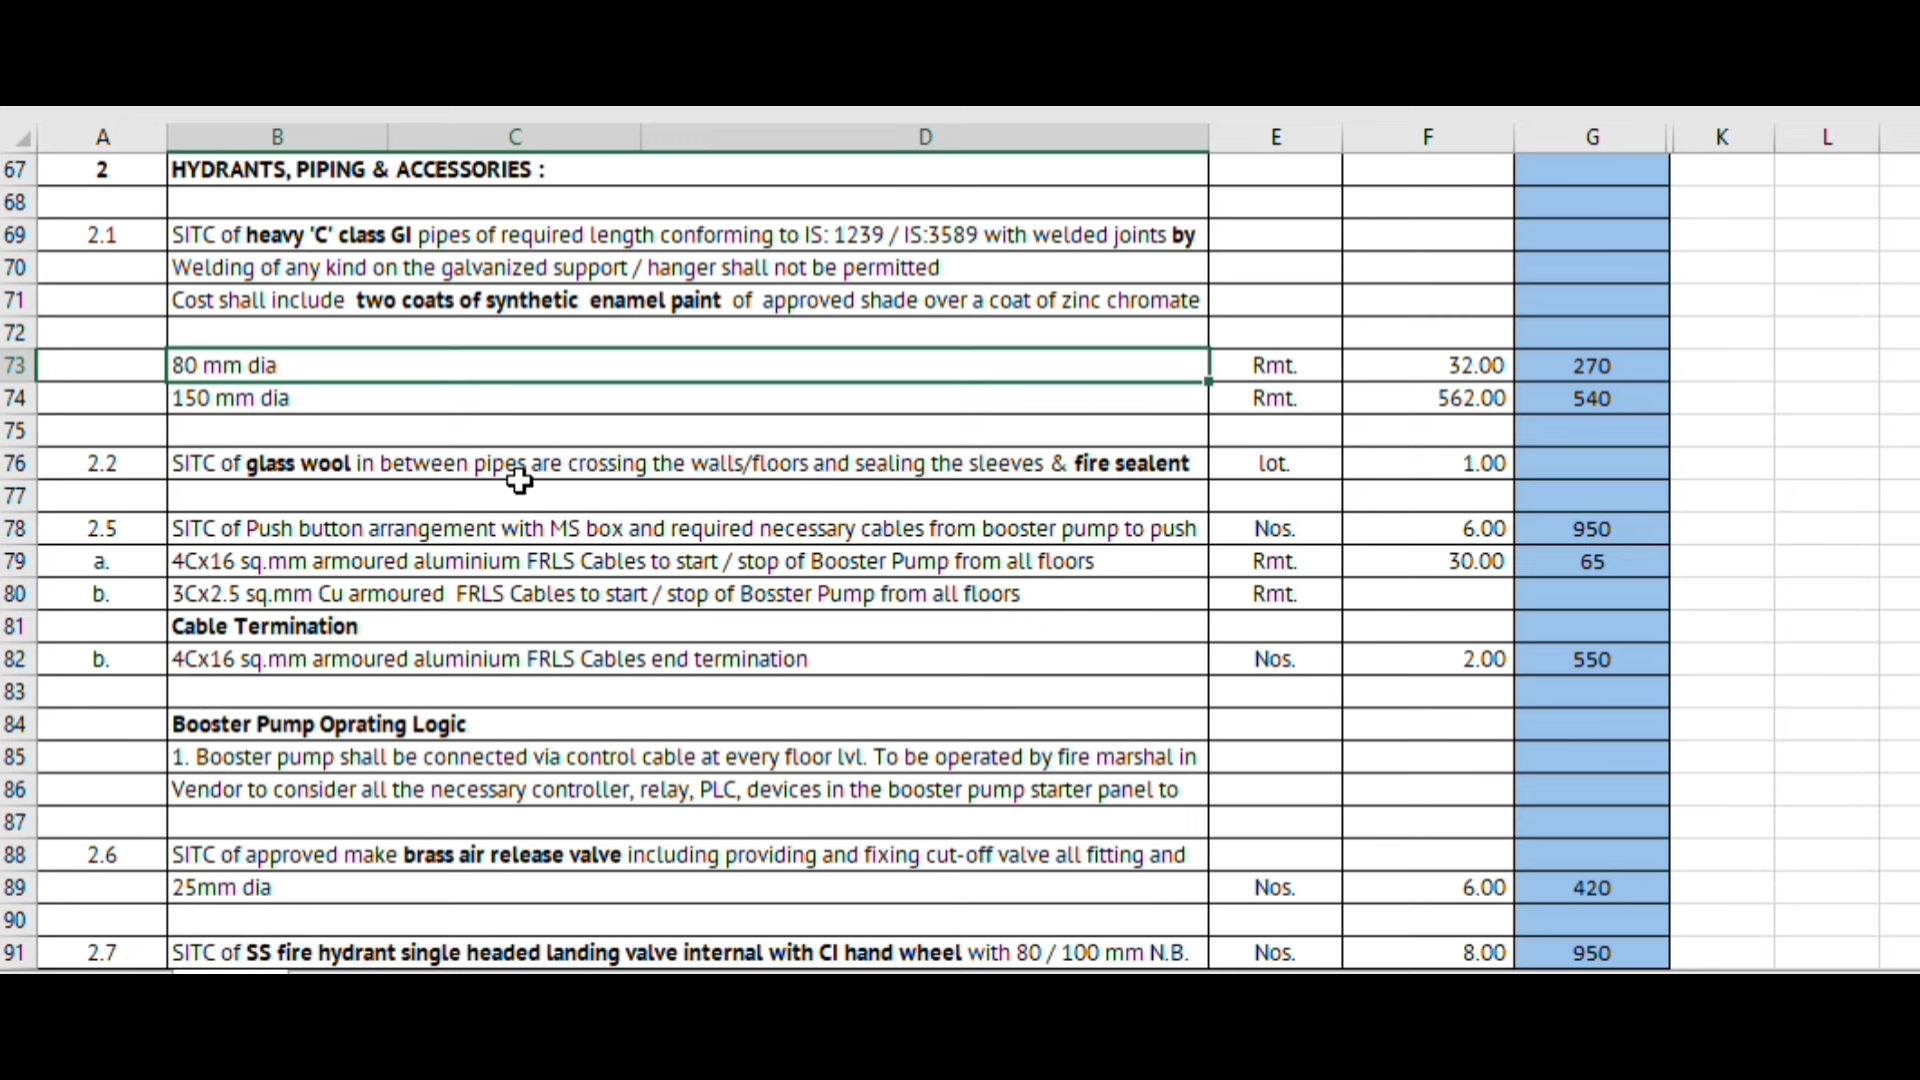 A B C D E F G K L
67 2 HYDRANTS, PIPING & ACCESSORIES :
68
69 2.1 SITC of heavy 'C' class GI pipes of required length conforming to IS: 1239 / IS:3589 with welded joints by
70 Welding of any kind on the galvanized support / hanger shall not be permitted
71 Cost shall include two coats of synthetic enamel paint of approved shade over a coat of zinc chromate
72
73 80 mm dia Rmt. 32.00 270
74 150 mm dia Rmt. 562.00 540
75
76 2.2 SITC of glass wool in between pipes are crossing the walls/floors and sealing the sleeves & fire sealent lot. 1.00
77
78 2.5 SITC of Push button arrangement with MS box and required necessary cables from booster pump to push Nos. 6.00 950
79 a. 4Cx16 sq.mm armoured aluminium FRLS Cables to start / stop of Booster Pump from all floors Rmt. 30.00 65
80 b. 3Cx2.5 sq.mm Cu armoured FRLS Cables to start / stop of Bosster Pump from all floors Rmt.
81 Cable Termination
82 b. 4Cx16 sq.mm armoured aluminium FRLS Cables end termination Nos. 2.00 550
83
84 Booster Pump Oprating Logic
85 1. Booster pump shall be connected via control cable at every floor lvl. To be operated by fire marshal in
86 Vendor to consider all the necessary controller, relay, PLC, devices in the booster pump starter panel to
87
88 2.6 SITC of approved make brass air release valve including providing and fixing cut-off valve all fitting and
89 25mm dia Nos. 6.00 420
90
91 2.7 SITC of SS fire hydrant single headed landing valve internal with CI hand wheel with 80 / 100 mm N.B. Nos. 8.00 950